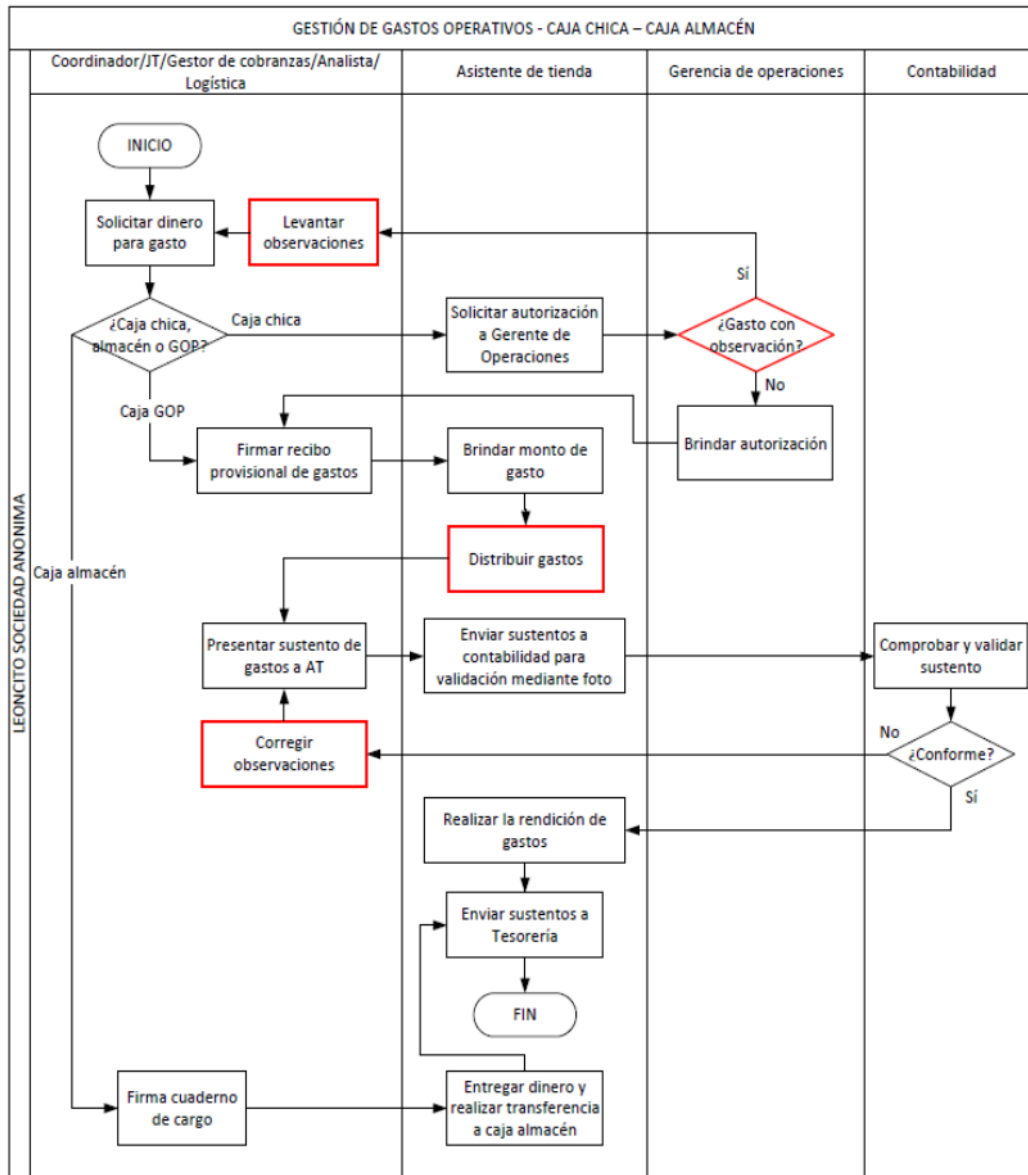 GESTIÓN DE GASTOS OPERATIVOS - CAJA CHICA – CAJA ALMACÉN
LEONCITO SOCIEDAD ANONIMA
Coordinador/JT/Gestor de cobranzas/Analista/
Logística
Asistente de tienda
Gerencia de operaciones
Contabilidad
INICIO
Solicitar dinero
para gasto
Levantar
observaciones
Sí
¿Caja chica,
almacén o GOP?
Caja chica
Solicitar autorización
a Gerente de
Operaciones
¿Gasto con
observación?
No
Caja GOP
Firmar recibo
provisional de gastos
Brindar monto de
gasto
Brindar autorización
Distribuir gastos
Caja almacén
Presentar sustento de
gastos a AT
Enviar sustentos a
contabilidad para
validación mediante foto
Comprobar y validar
sustento
Corregir
observaciones
No
¿Conforme?
Sí
Realizar la rendición de
gastos
Enviar sustentos a
Tesorería
FIN
Firma cuaderno
de cargo
Entregar dinero y
realizar transferencia
a caja almacén